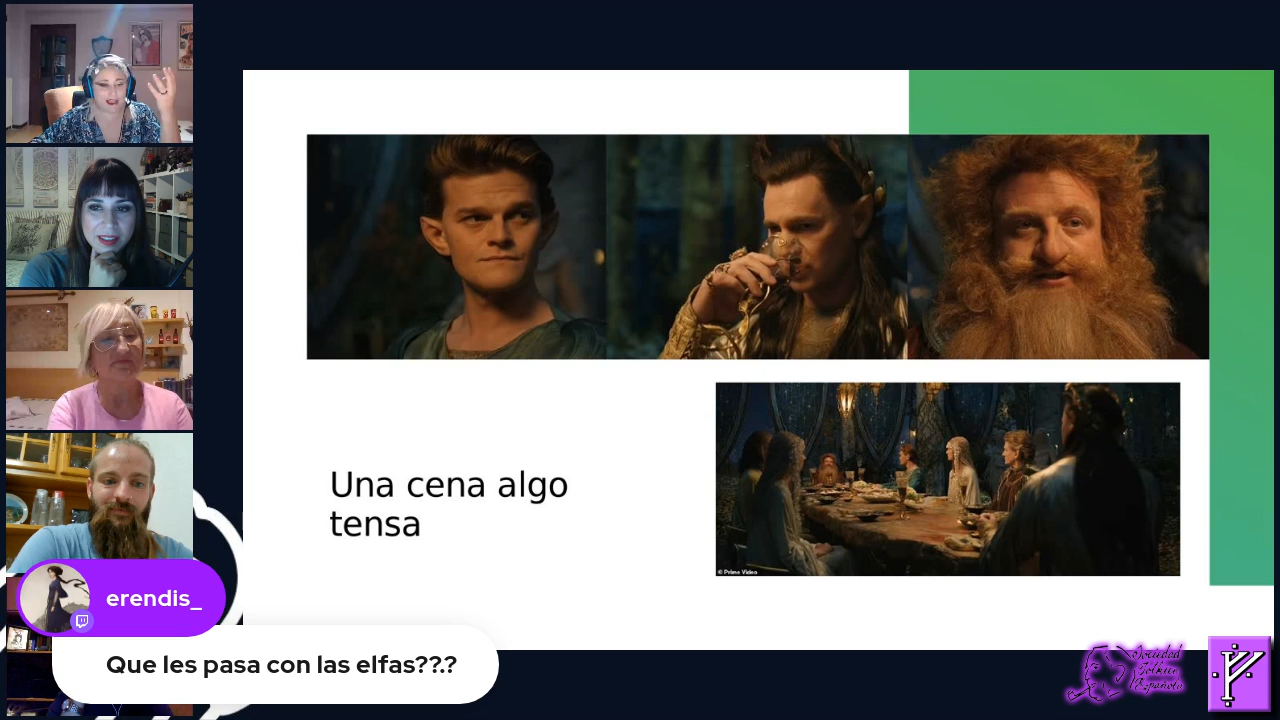 Una cena algo
tensa
© Prime Video
erendis_
Que les pasa con las elfas??.?
Sociedad
Tolkien
Española